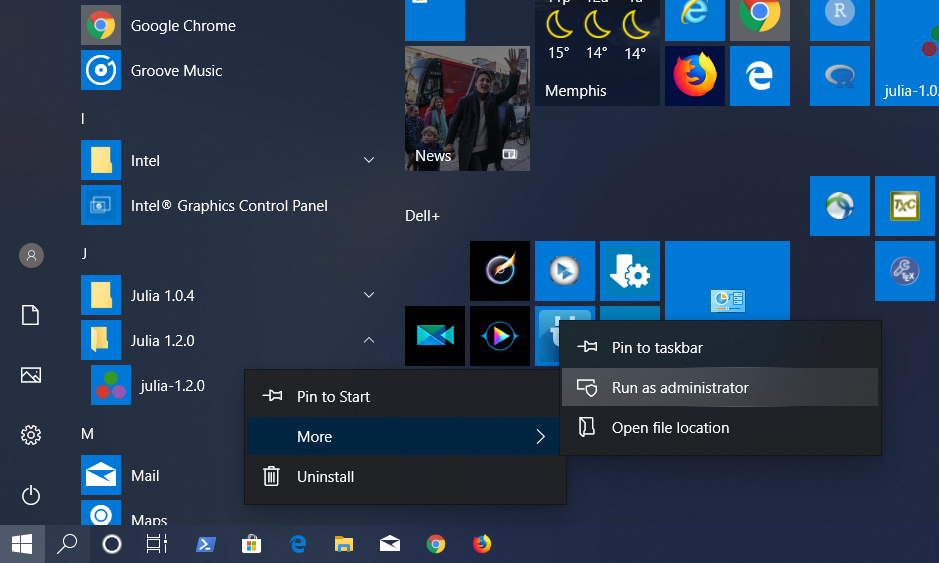 Google Chrome
Groove Music
I
Intel
Intel® Graphics Control Panel
J
Julia 1.0.4
Julia 1.2.0
julia-1.2.0
M
Mail
Maps
15° 14° 14°
Memphis
News
julia-1.0.
Dell+
TXC
TEX
R
Pin to Start
More
Uninstall
Pin to taskbar
Run as administrator
Open file location